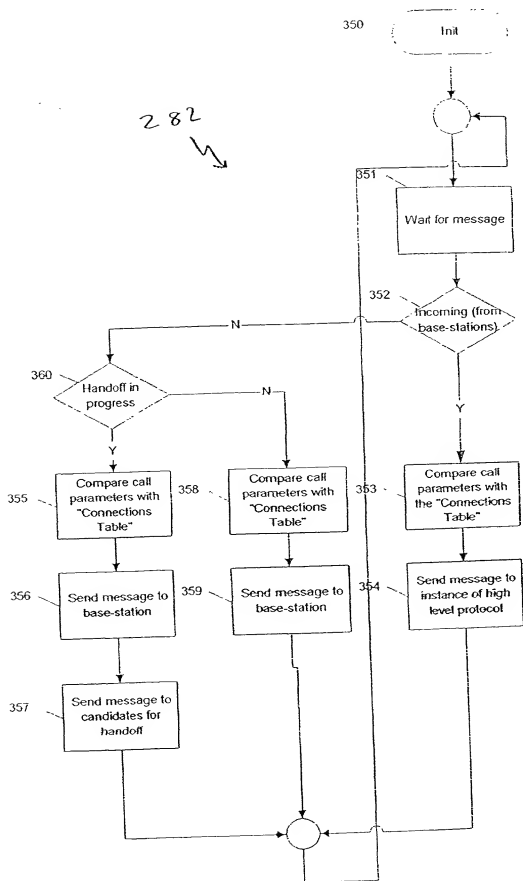 350
Init
282
351
Wait for message
352
Incoming (from
base-stations)
N
360
Handoff in
progress
N
Y
Y
355
Compare call
parameters with
"Connections
Table"
358
Compare call
parameters with
"Connections
Table"
353
Compare call
parameters with
the "Connections
Table"
356
Send message to
base-station
359
Send message to
base-station
354
Send message to
instance of high
level protocol
357
Send message to
candidates for
handoff